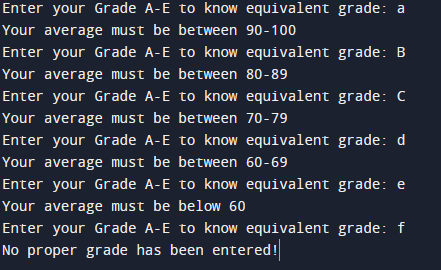 Enter your Grade A-E to know equivalent grade: a
Your average must be between 90-100
Enter your Grade A-E to know equivalent grade: B
Your average must be between 80-89
Enter your Grade A-E to know equivalent grade: C
Your average must be between 70-79
Enter your Grade A-E to know equivalent grade: d
Your average must be between 60-69
Enter your Grade A-E to know equivalent grade: e
Your average must be below 60
Enter your Grade A-E to know equivalent grade: f
No proper grade has been entered!